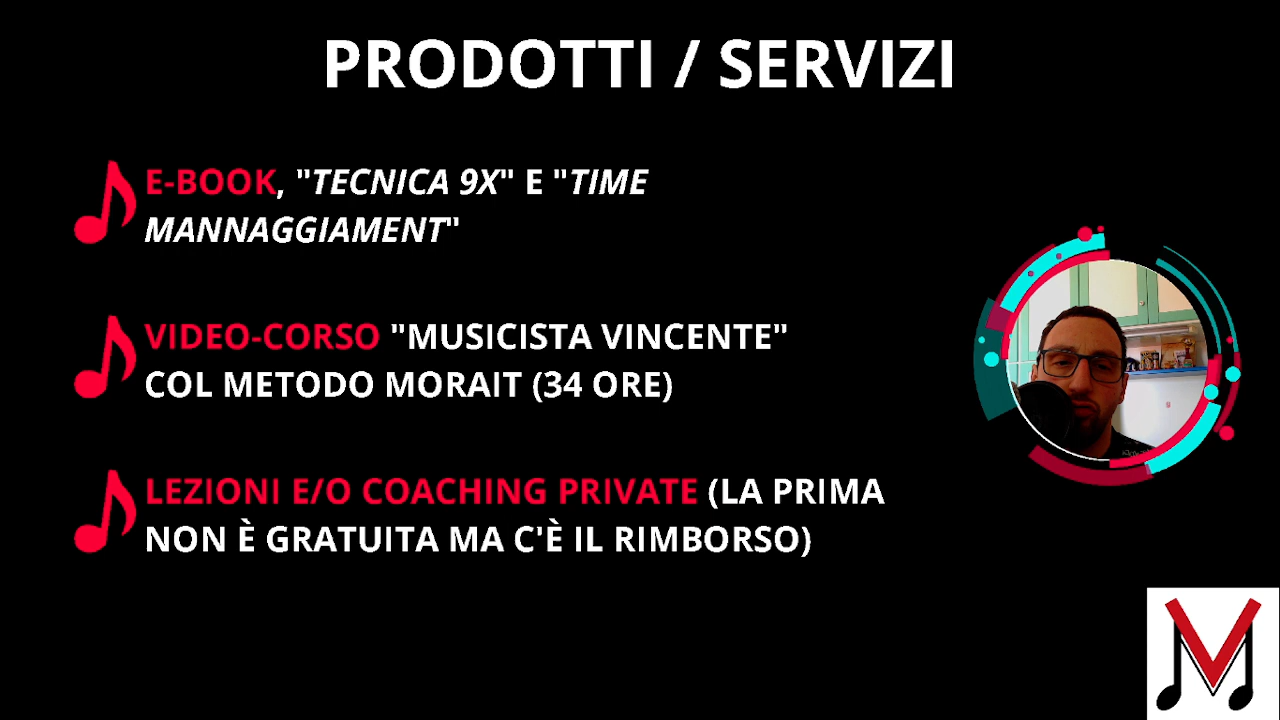 PRODOTTI / SERVIZI
E-BOOK, "TECNICA 9X" E "TIME
MANNAGGIAMENT"
VIDEO-CORSO "MUSICISTA VINCENTE"
COL METODO MORAIT (34 ORE)
LEZIONI E/O COACHING PRIVATE (LA PRIMA
NON È GRATUITA MA C'È IL RIMBORSO)